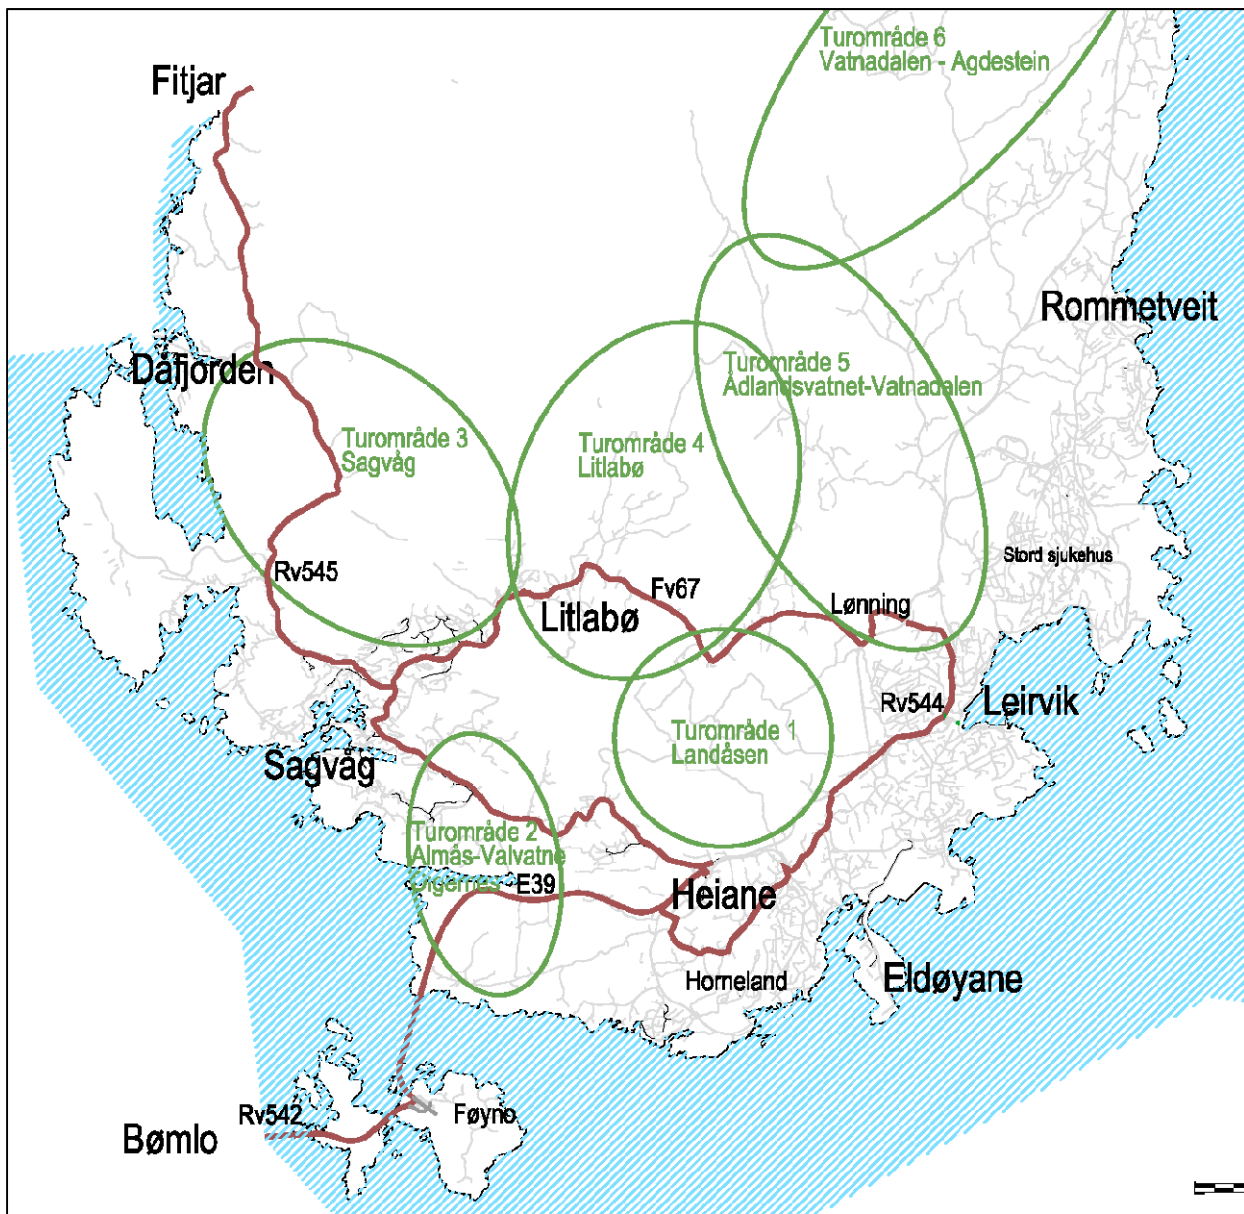 Turområde 6
Vatnadalen - Agdestein
Fitjar
Rommetveit
Dåfjorden
Turområde 5
Ådlandsvatnet-Vatnadalen
Turområde 3
Sagvåg
Turområde 4
Litlabø
Stord sjukehus
Rv545
Fv67
Lønning
Litlabø
Rv544
Leirvik
Turområde 1
Landåsen
Sagvåg
Turområde 2
Almås-Valvatne
Digernes
E39
Heiane
Horneland
Eldøyane
Rv542
Føyno
Bømlo